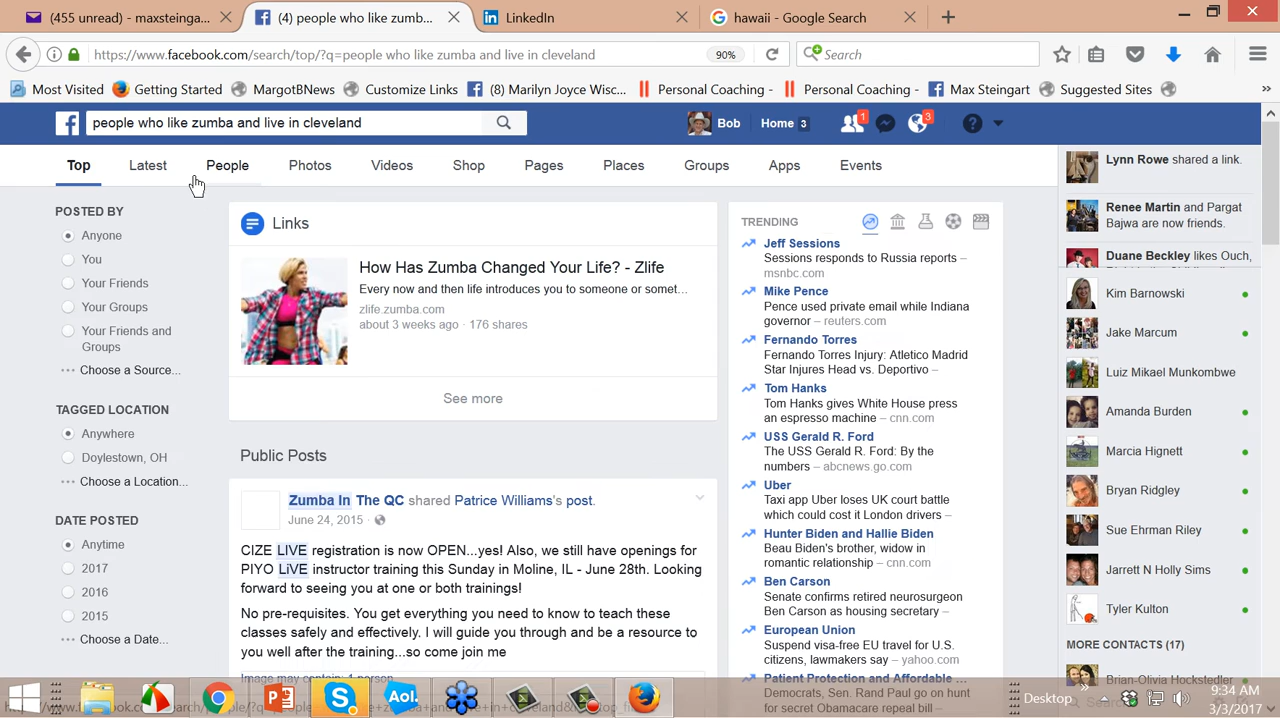 (455 unread) - maxsteinga...
(4) people who like zumb...
LinkedIn
hawaii - Google Search
https://www.facebook.com/search/top/?q=people who like zumba and live in cleveland
90%
Search
Most Visited
Getting Started
MargotBNews
Customize Links
(8) Marilyn Joyce Wisc...
Personal Coaching -
Personal Coaching -
Max Steingart
Suggested Sites
people who like zumba and live in cleveland
Bob
Home 3
1
3
Top
Latest
People
Photos
Videos
Shop
Pages
Places
Groups
Apps
Events
POSTED BY
Anyone
You
Your Friends
Your Groups
Your Friends and
Groups
Choose a Source...
TAGGED LOCATION
Anywhere
Doylestown, OH
Choose a Location...
DATE POSTED
Anytime
2017
2016
2015
Choose a Date...
Links
How Has Zumba Changed Your Life? - Zlife
Every now and then life introduces you to someone or somet...
zlife.zumba.com
about 3 weeks ago · 176 shares
See more
Public Posts
Zumba In The QC shared Patrice Williams's post.
June 24, 2015 ·
CIZE LIVE registration is now OPEN...yes! Also, we still have openings for
PIYO LiVE instructor training this Sunday in Moline, IL - June 28th. Looking
forward to seeing you at one or both trainings!
No pre-requisites. You get everything you need to know to teach these
classes safely and effectively. I will guide you through and be a resource to
you well after the training...so come join me
Image may contain: 1 person
TRENDING
Jeff Sessions
Sessions responds to Russia reports –
msnbc.com
Mike Pence
Pence used private email while Indiana
governor – reuters.com
Fernando Torres
Fernando Torres Injury: Atletico Madrid
Star Injures Head vs. Deportivo –
Tom Hanks
Tom Hanks gives White House press
an espresso machine – cnn.com
USS Gerald R. Ford
The USS Gerald R. Ford: By the
numbers – abcnews.go.com
Uber
Taxi app Uber loses UK court battle
which could cost it London drivers –
Hunter Biden and Hallie Biden
Beau Biden's brother, widow in
romantic relationship – cnn.com
Ben Carson
Senate confirms retired neurosurgeon
Ben Carson as housing secretary –
European Union
Suspend visa-free EU travel for U.S.
citizens, lawmakers say – yahoo.com
Patient Protection and Affordable ...
Democrats, Sen. Rand Paul go on hunt
for secret Obamacare repeal bill –
Lynn Rowe shared a link.
Renee Martin and Pargat
Bajwa are now friends.
Duane Beckley likes Ouch,
Kim Barnowski
Jake Marcum
Luiz Mikael Munkombwe
Amanda Burden
Marcia Hignett
Bryan Ridgley
Sue Ehrman Riley
Jarrett N Holly Sims
Tyler Kulton
MORE CONTACTS (17)
Brian-Olivia Hockstedler
Aol.
Desktop
9:34 AM
3/3/2017